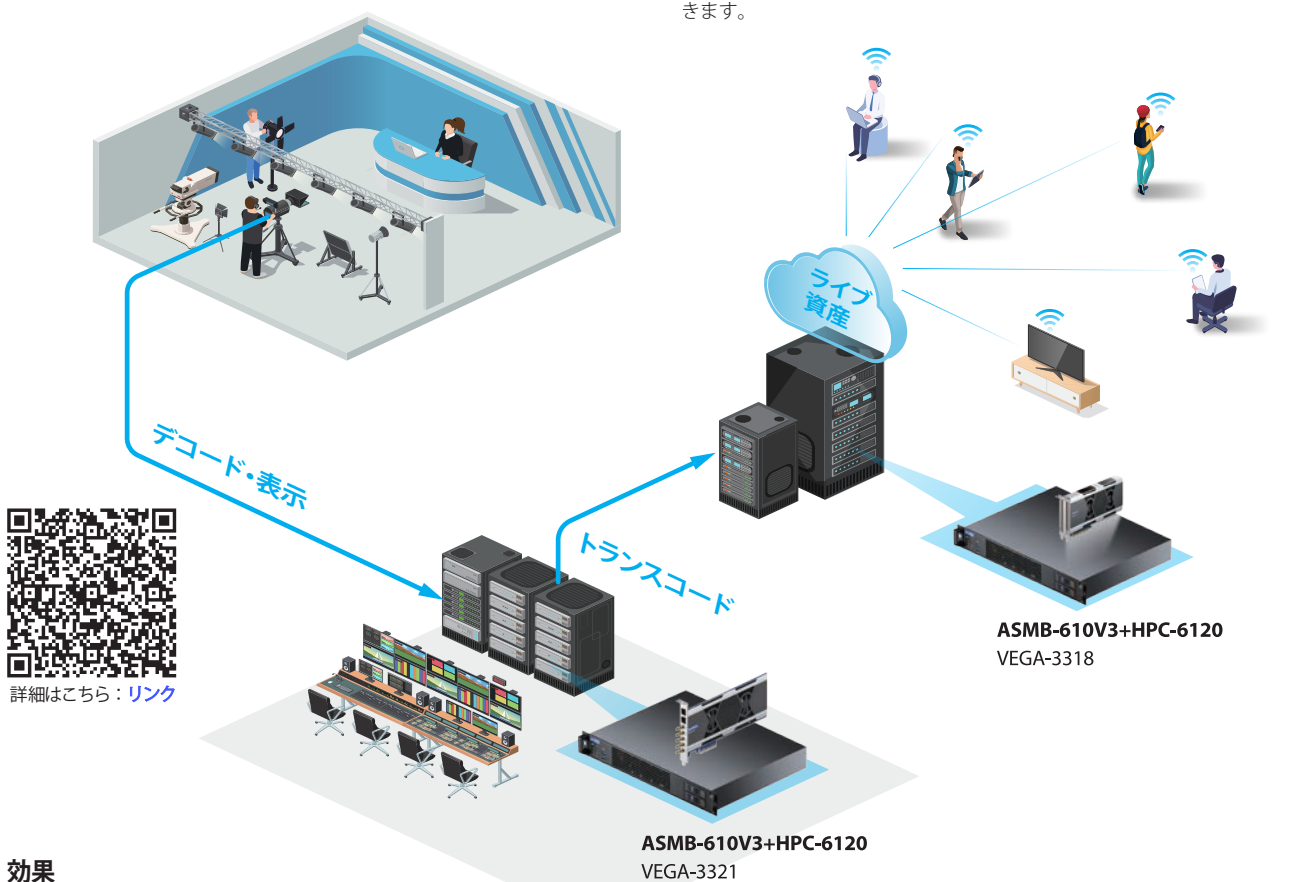 きます。
ライブ
資産
デコード・表示
トランスコード
詳細はこちら：リンク
ASMB-610V3+HPC-6120
VEGA-3318
ASMB-610V3+HPC-6120
VEGA-3321
効果